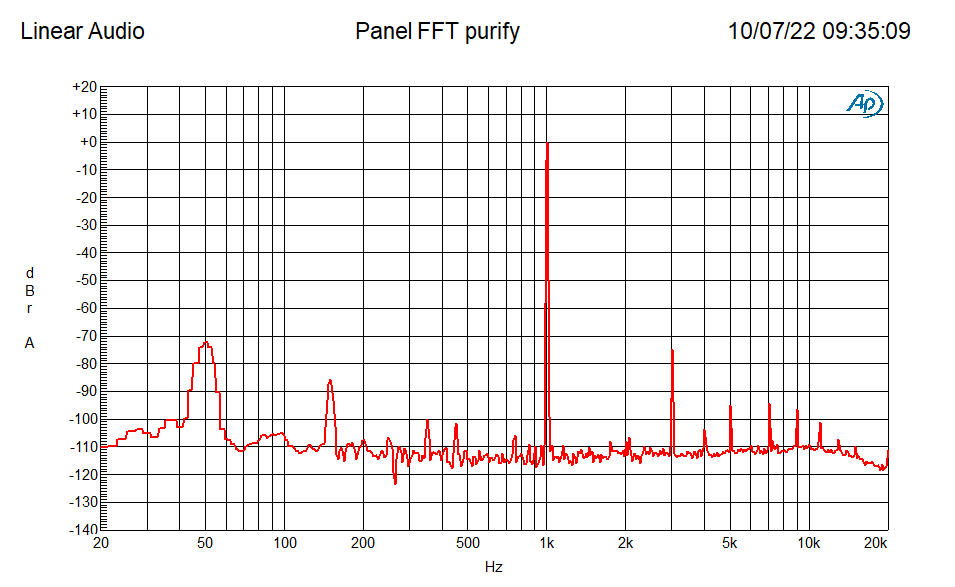 Linear Audio Panel FFT purify 10/07/22 09:35:09
Ap
+20
+10
+0
-10
-20
-30
-40
-50
-60
-70
-80
-90
-100
-110
-120
-130
-140
d
B
r
A
20 50 100 200 500 1k 2k 5k 10k 20k
Hz